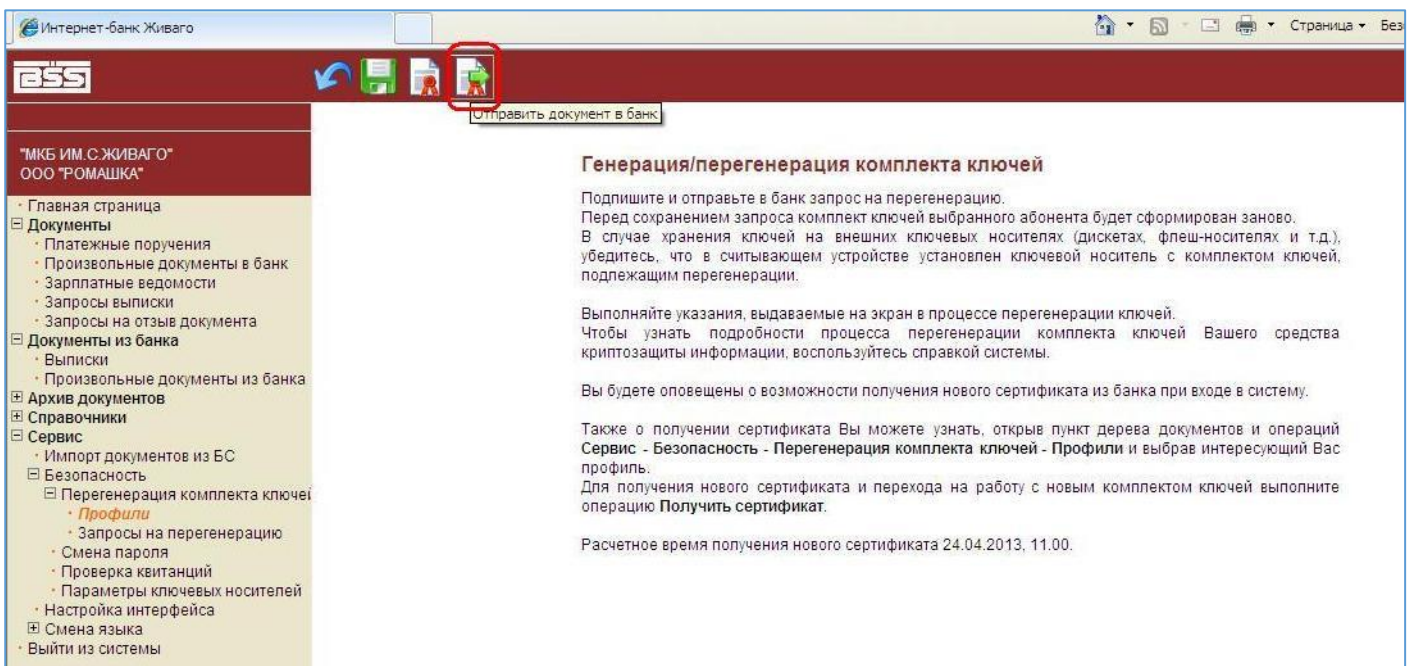 Интернет-банк Живаго
Страница
Без
BSS
Отправить документ в банк
"МКБ ИМ.С.ЖИВАГО"
ООО "РОМАШКА"
Главная страница
Документы
Платежные поручения
Произвольные документы в банк
Зарплатные ведомости
Запросы выписки
Запросы на отзыв документа
Документы из банка
Выписки
Произвольные документы из банка
Архив документов
Справочники
Сервис
Импорт документов из БС
Безопасность
Перегенерация комплекта ключей
Профили
Запросы на перегенерацию
Смена пароля
Проверка квитанций
Параметры ключевых носителей
Настройка интерфейса
Смена языка
Выйти из системы
Генерация/перегенерация комплекта ключей
Подпишите и отправьте в банк запрос на перегенерацию.
Перед сохранением запроса комплект ключей выбранного абонента будет сформирован заново.
В случае хранения ключей на внешних ключевых носителях (дискетах, флеш-носителях и т.д.),
убедитесь, что в считывающем устройстве установлен ключевой носитель с комплектом ключей,
подлежащим перегенерации.
Выполняйте указания, выдаваемые на экран в процессе перегенерации ключей.
Чтобы узнать подробности процесса перегенерации комплекта ключей Вашего средства
криптозащиты информации, воспользуйтесь справкой системы.
Вы будете оповещены о возможности получения нового сертификата из банка при входе в систему.
Также о получении сертификата Вы можете узнать, открыв пункт дерева документов и операций
Сервис - Безопасность - Перегенерация комплекта ключей - Профили и выбрав интересующий Вас
профиль.
Для получения нового сертификата и перехода на работу с новым комплектом ключей выполните
операцию Получить сертификат.
Расчетное время получения нового сертификата 24.04.2013, 11.00.